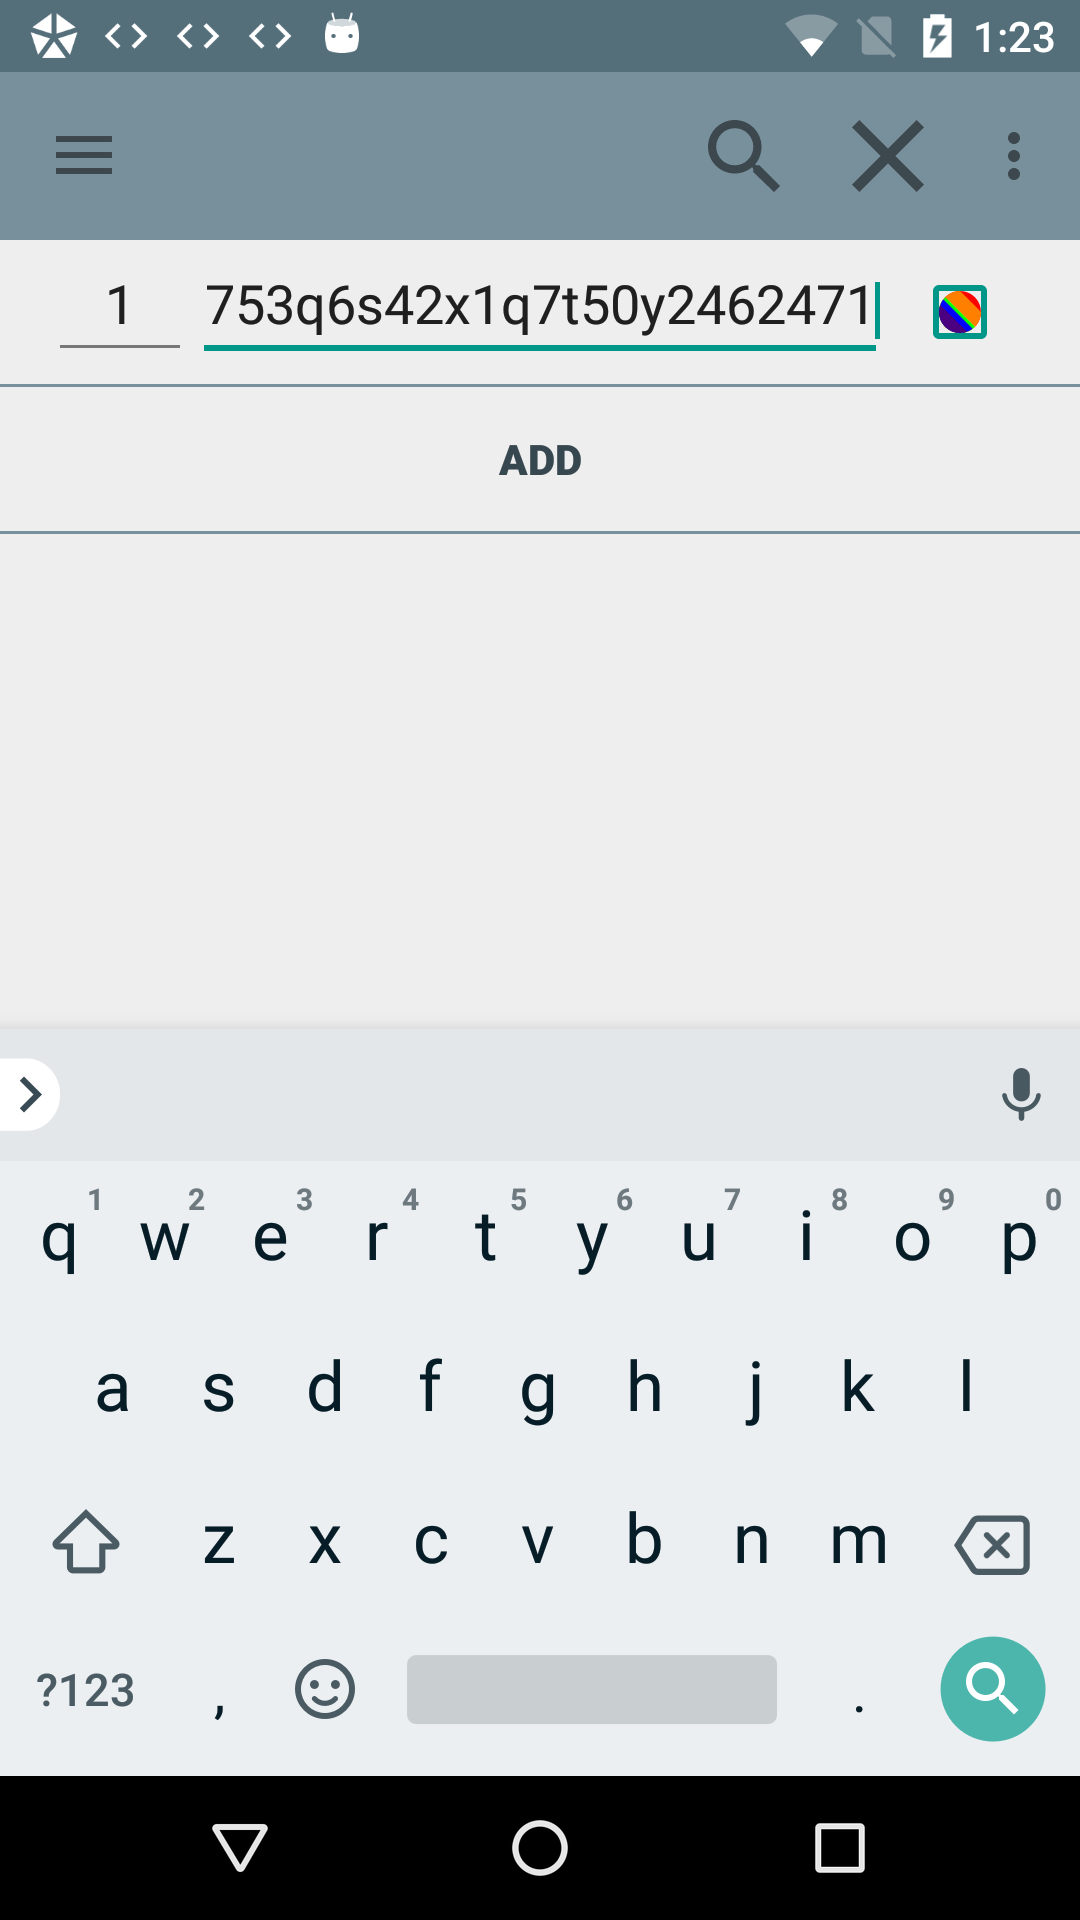 1:23
1 753q6s42x1q7t50y2462471
ADD
q 1 w 2 e 3 r 4 t 5 y 6 u 7 i 8 o 9 p 0
a s d f g h j k l
z x c v b n m
?123 , .